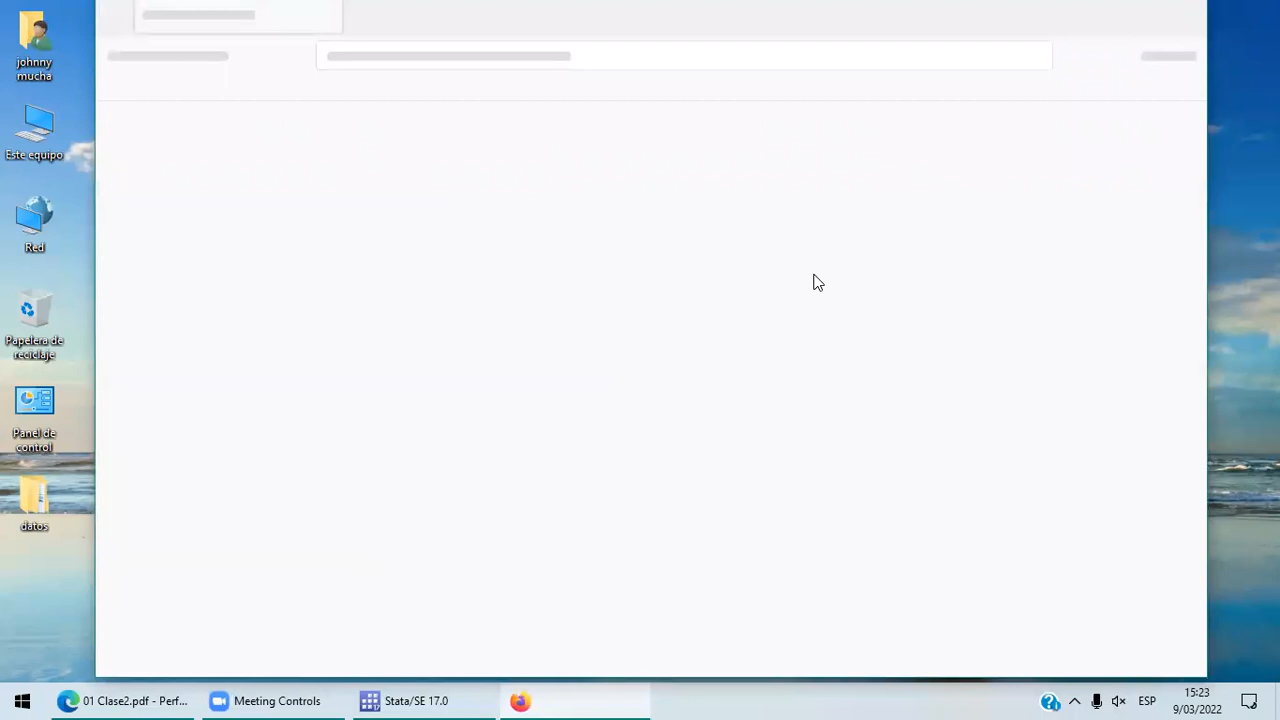 johnny
mucha
Este equipo
Red
Papelera de
reciclaje
Panel de
control
datos
01 Clase2.pdf - Perf...
Meeting Controls
Stata/SE 17.0
ESP
15:23
9/03/2022